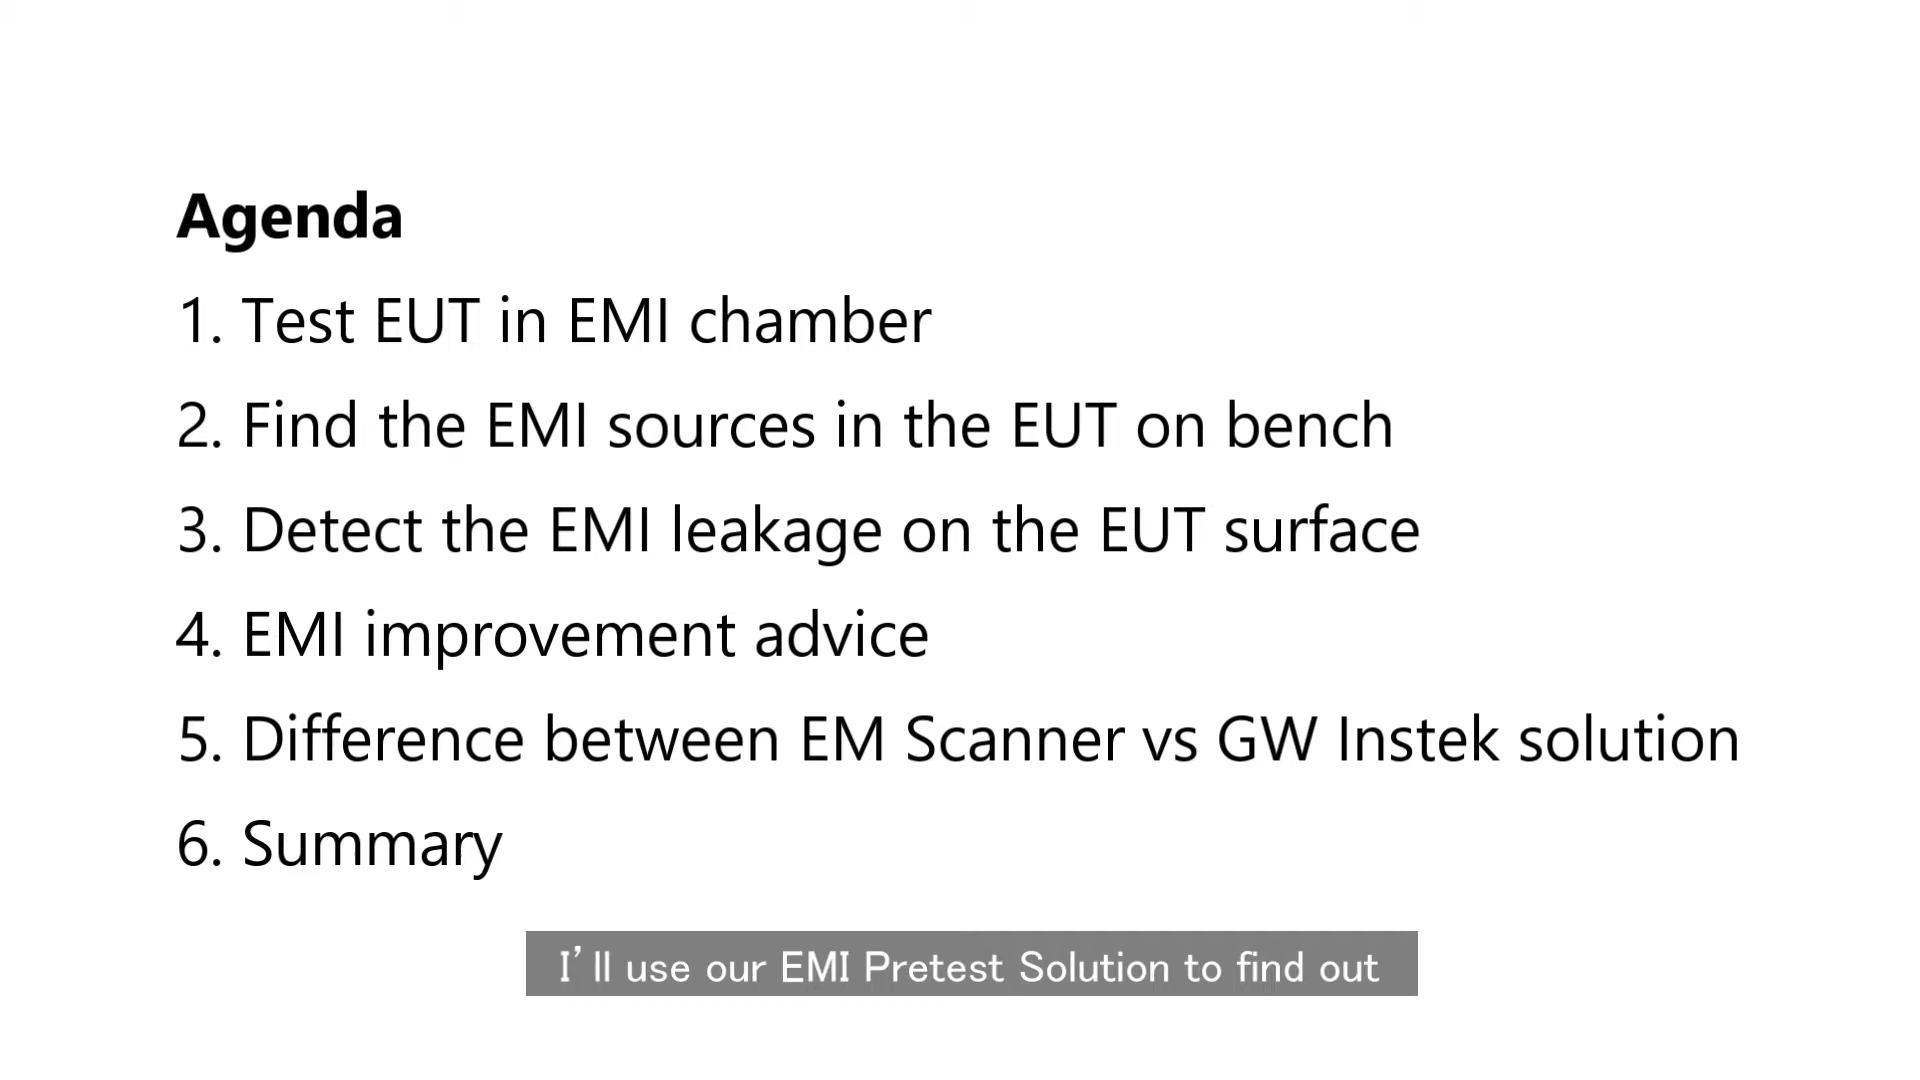 Agenda
1. Test EUT in EMI chamber
2. Find the EMI sources in the EUT on bench
3. Detect the EMI leakage on the EUT surface
4. EMI improvement advice
5. Difference between EM Scanner vs GW Instek solution
6. Summary
I’ll use our EMI Pretest Solution to find out